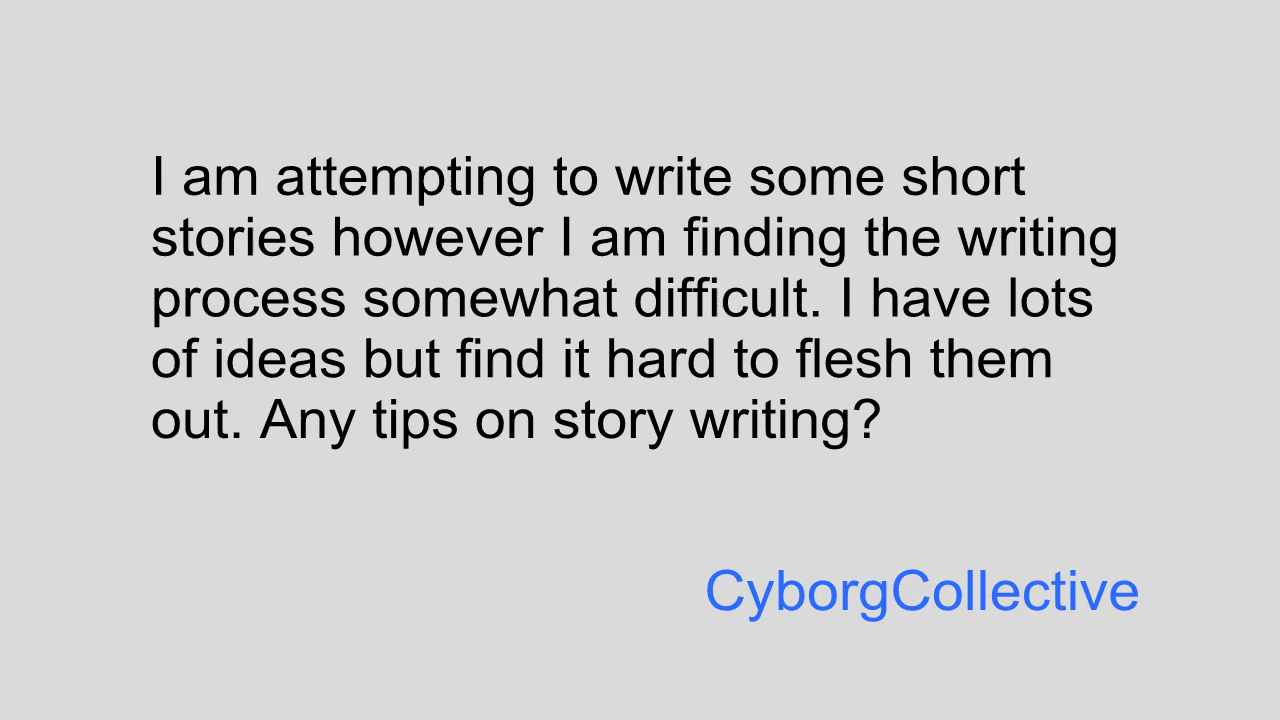 I am attempting to write some short
stories however I am finding the writing
process somewhat difficult. I have lots
of ideas but find it hard to flesh them
out. Any tips on story writing?
CyborgCollective